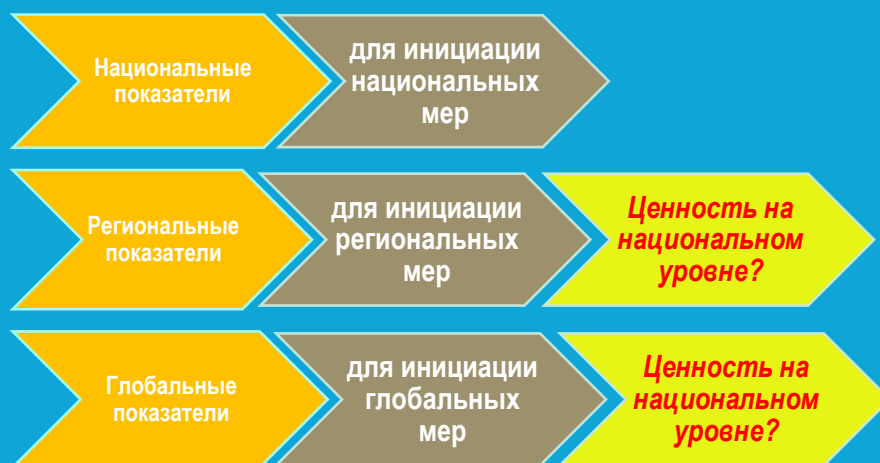 Национальные
показатели
для инициации
национальных
мер
Региональные
показатели
для инициации
региональных
мер
Ценность на
национальном
уровне?
Глобальные
показатели
для инициации
глобальных
мер
Ценность на
национальном
уровне?